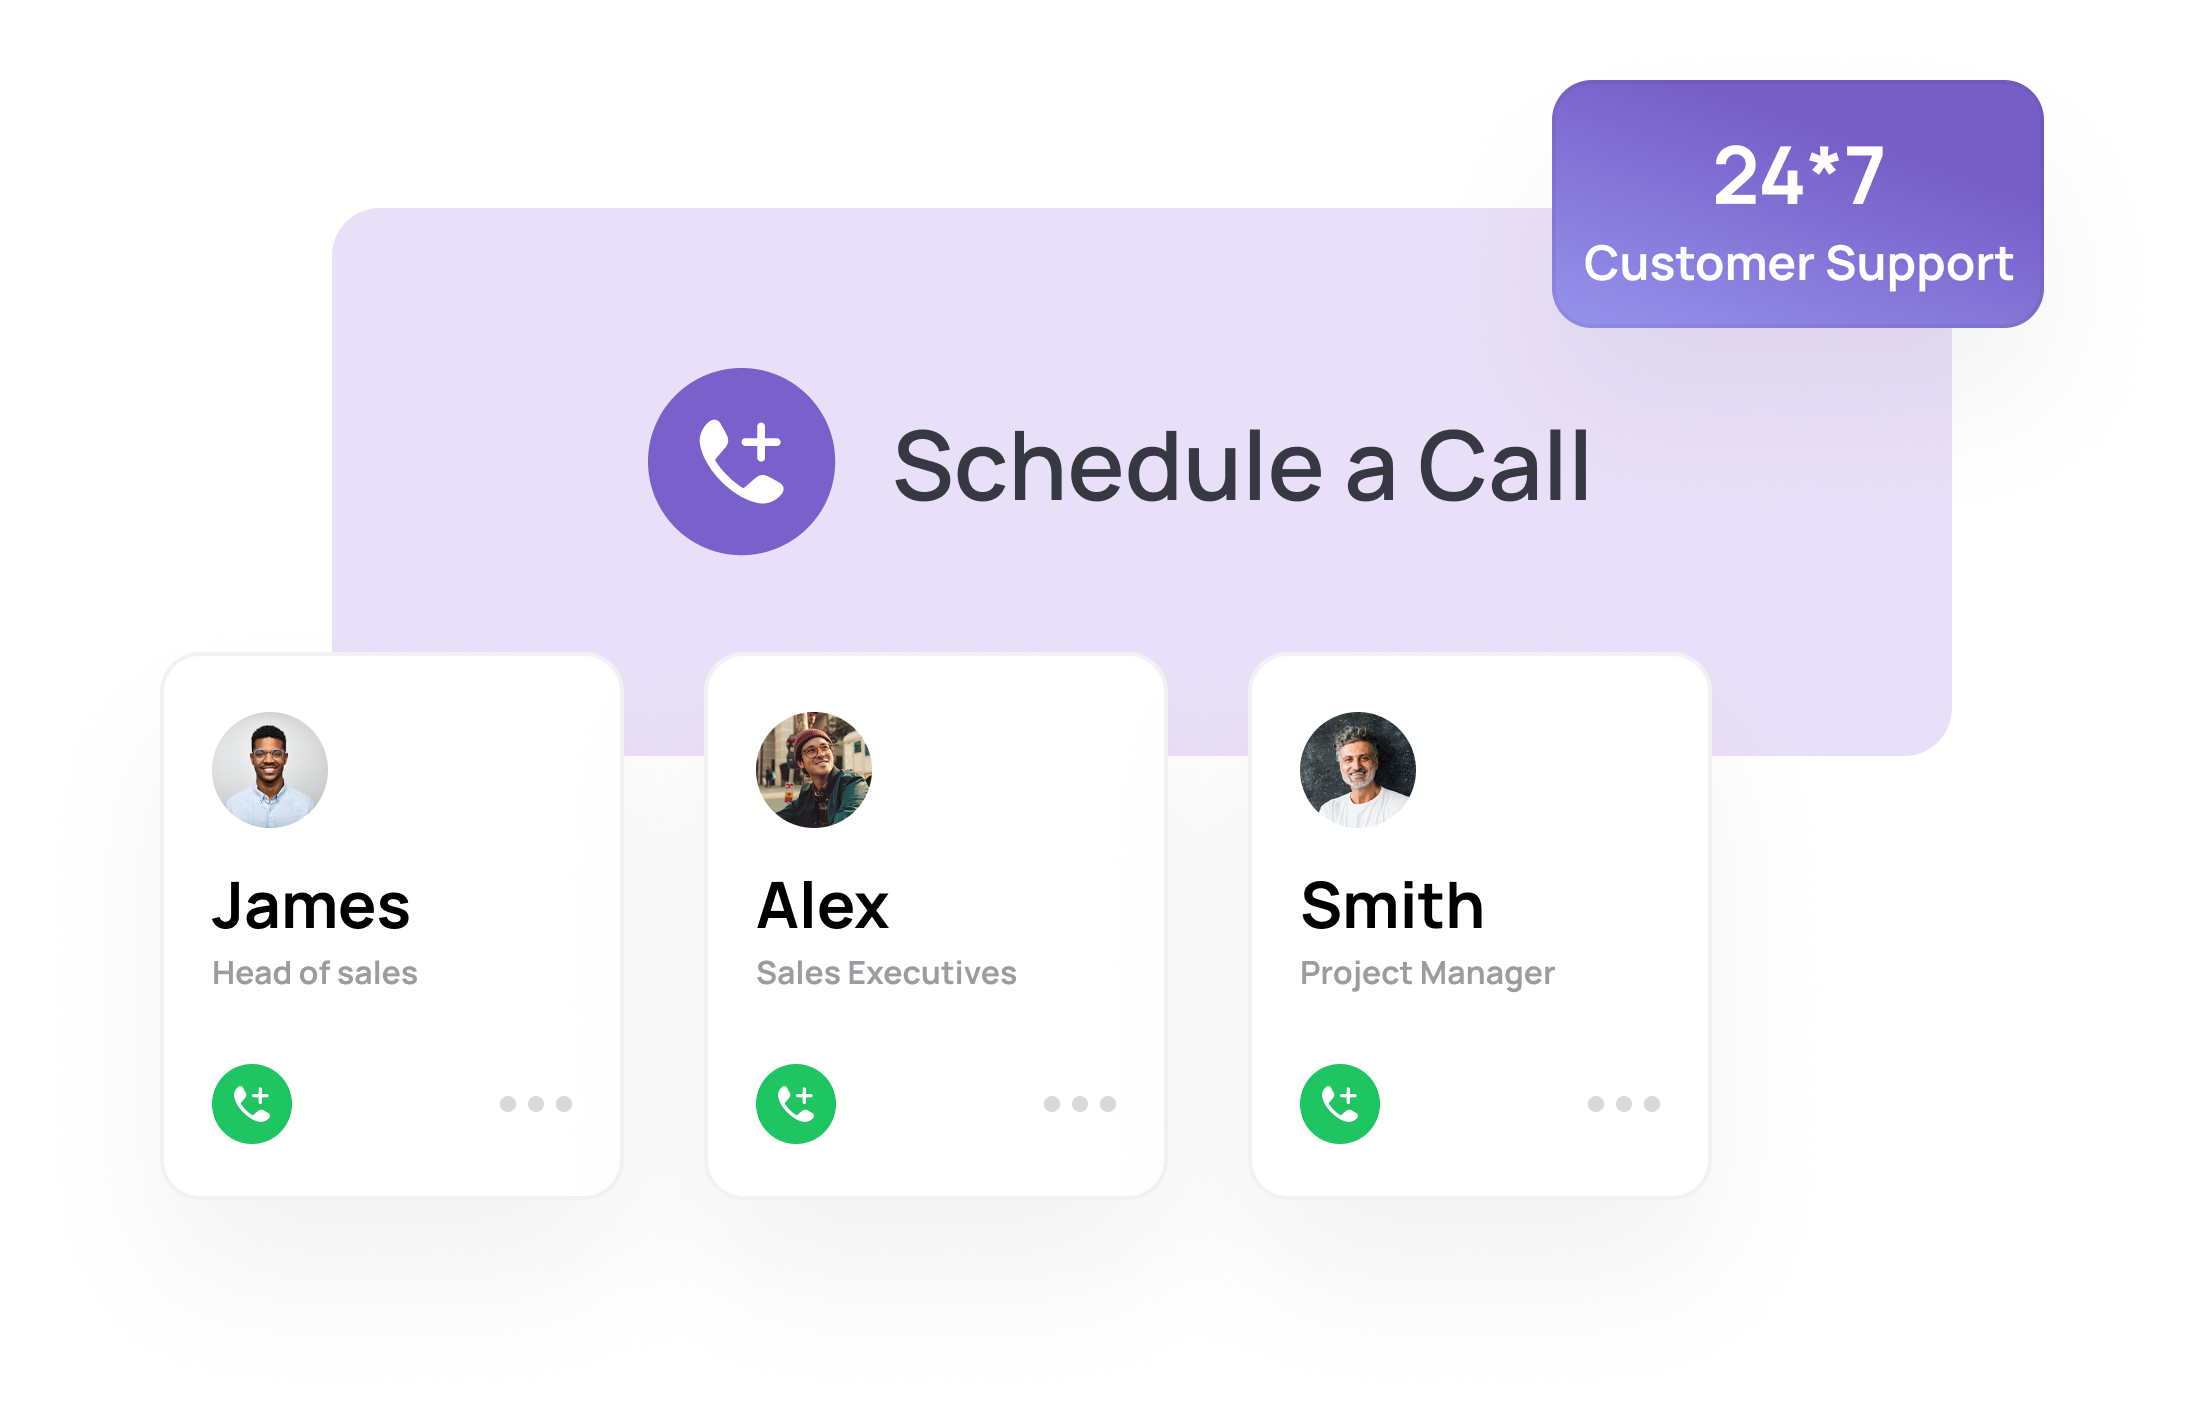 24*7
Customer Support
Schedule a Call
James
Head of sales
Alex
Sales Executives
Smith
Project Manager